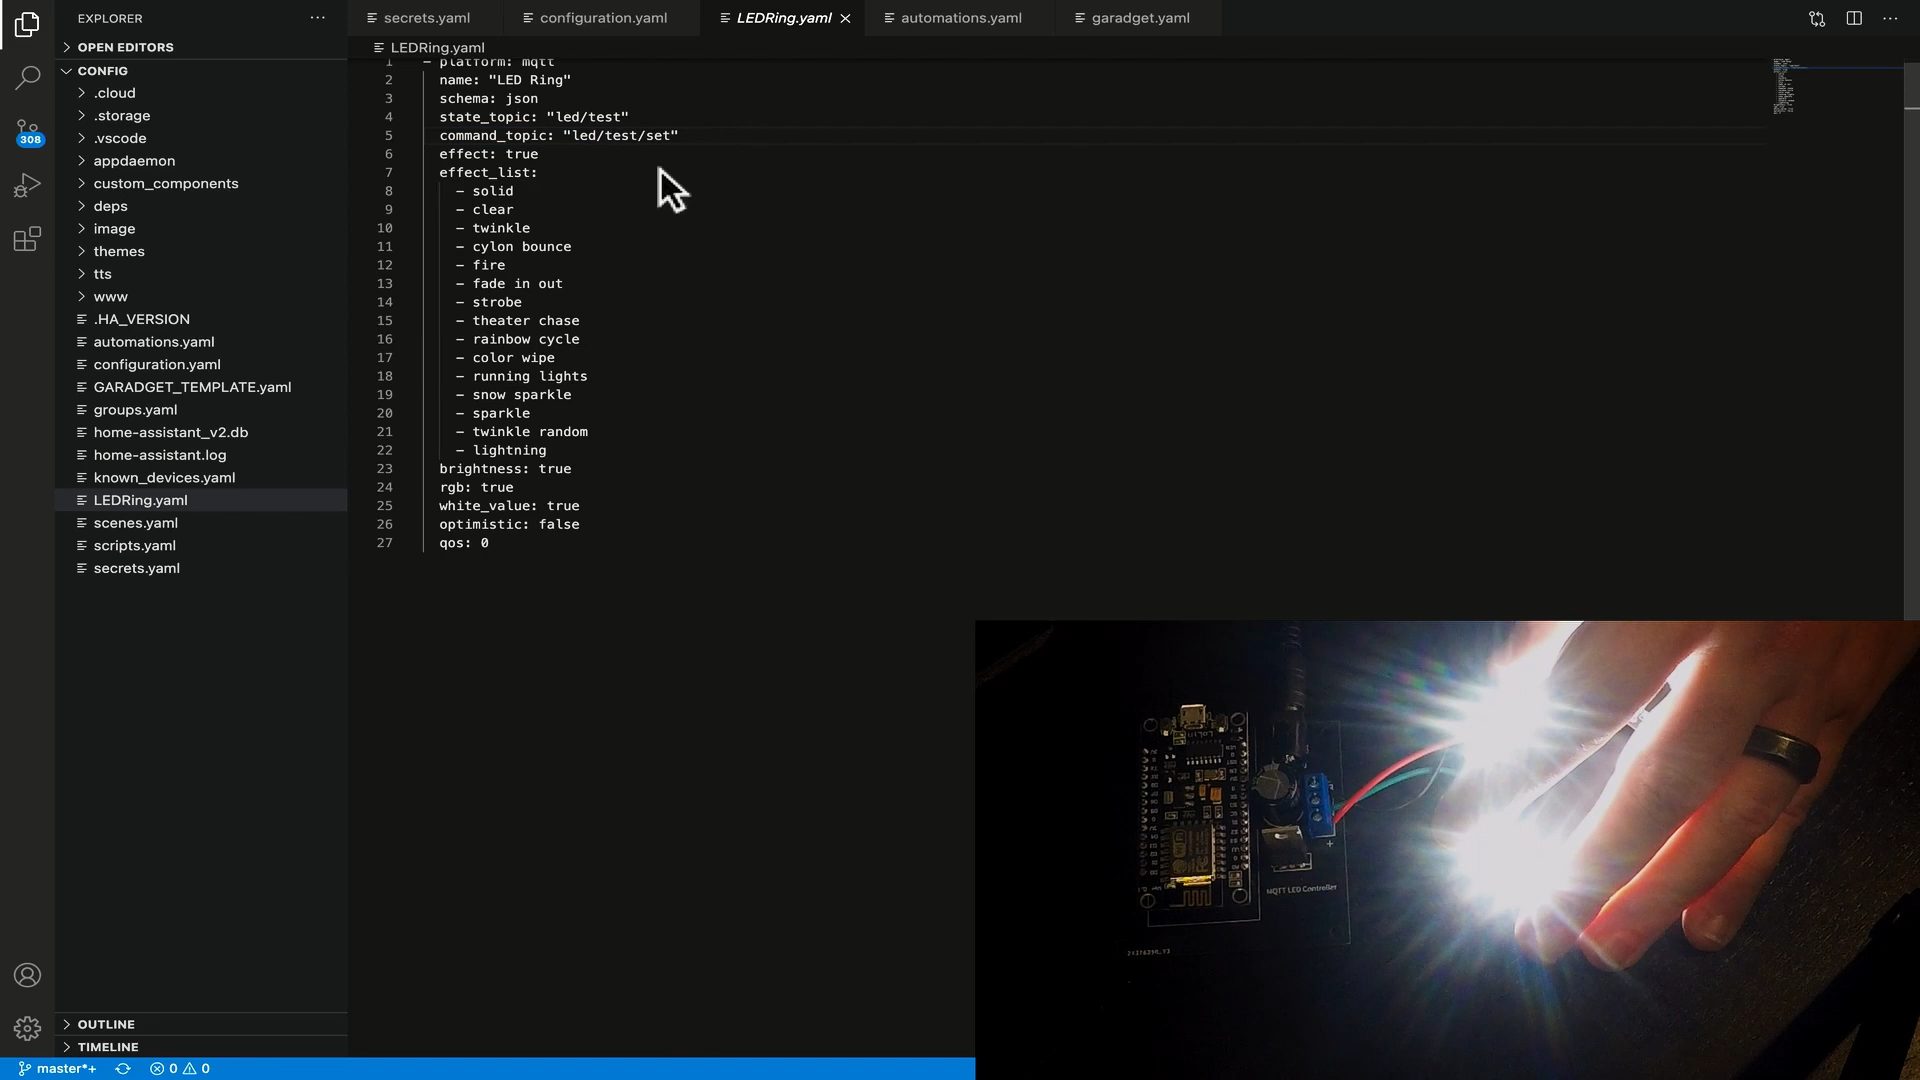 EXPLORER
OPEN EDITORS
CONFIG
.cloud
.storage
.vscode
appdaemon
custom_components
deps
image
themes
tts
www
.HA_VERSION
automations.yaml
configuration.yaml
GARADGET_TEMPLATE.yaml
groups.yaml
home-assistant_v2.db
home-assistant.log
known_devices.yaml
LEDRing.yaml
scenes.yaml
scripts.yaml
secrets.yaml
OUTLINE
TIMELINE
308
master*+ 0 0
secrets.yaml configuration.yaml LEDRing.yaml automations.yaml garadget.yaml
LEDRing.yaml
1 - platform: mqtt
2 name: "LED Ring"
3 schema: json
4 state_topic: "led/test"
5 command_topic: "led/test/set"
6 effect: true
7 effect_list:
8 - solid
9 - clear
10 - twinkle
11 - cylon bounce
12 - fire
13 - fade in out
14 - strobe
15 - theater chase
16 - rainbow cycle
17 - color wipe
18 - running lights
19 - snow sparkle
20 - sparkle
21 - twinkle random
22 - lightning
23 brightness: true
24 rgb: true
25 white_value: true
26 optimistic: false
27 qos: 0
MQTT LED Controller